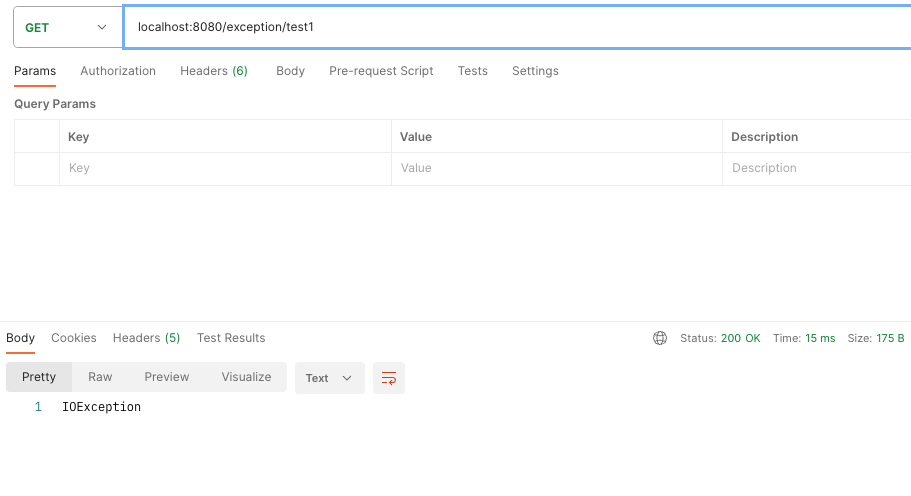 GET localhost:8080/exception/test1
Params Authorization Headers (6) Body Pre-request Script Tests Settings
Query Params
Key Value Description
Key Value Description
Body Cookies Headers (5) Test Results Status: 200 OK Time: 15 ms Size: 175 B
Pretty Raw Preview Visualize Text
1 IOException